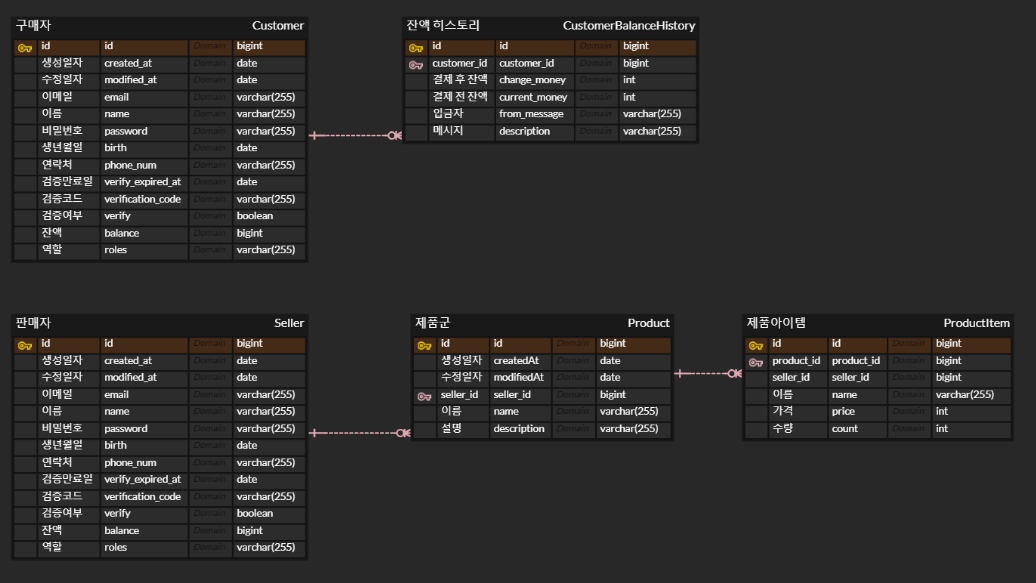 구매자 Customer
id id Domain bigint
생성일자 created_at Domain date
수정일자 modified_at Domain date
이메일 email Domain varchar(255)
이름 name Domain varchar(255)
비밀번호 password Domain varchar(255)
생년월일 birth Domain date
연락처 phone_num Domain varchar(255)
검증만료일 verify_expired_at Domain date
검증코드 verification_code Domain varchar(255)
검증여부 verify Domain boolean
잔액 balance Domain bigint
역할 roles Domain varchar(255)
잔액 히스토리 CustomerBalanceHistory
id id Domain bigint
customer_id customer_id Domain bigint
결제 후 잔액 change_money Domain int
결제 전 잔액 current_money Domain int
입금자 from_message Domain varchar(255)
메시지 description Domain varchar(255)
판매자 Seller
id id Domain bigint
생성일자 created_at Domain date
수정일자 modified_at Domain date
이메일 email Domain varchar(255)
이름 name Domain varchar(255)
비밀번호 password Domain varchar(255)
생년월일 birth Domain date
연락처 phone_num Domain varchar(255)
검증만료일 verify_expired_at Domain date
검증코드 verification_code Domain varchar(255)
검증여부 verify Domain boolean
잔액 balance Domain bigint
역할 roles Domain varchar(255)
제품군 Product
id id Domain bigint
생성일자 createdAt Domain date
수정일자 modifiedAt Domain date
seller_id seller_id Domain bigint
이름 name Domain varchar(255)
설명 description Domain varchar(255)
제품아이템 ProductItem
id id Domain bigint
product_id product_id Domain bigint
seller_id seller_id Domain bigint
이름 name Domain varchar(255)
가격 price Domain int
수량 count Domain int